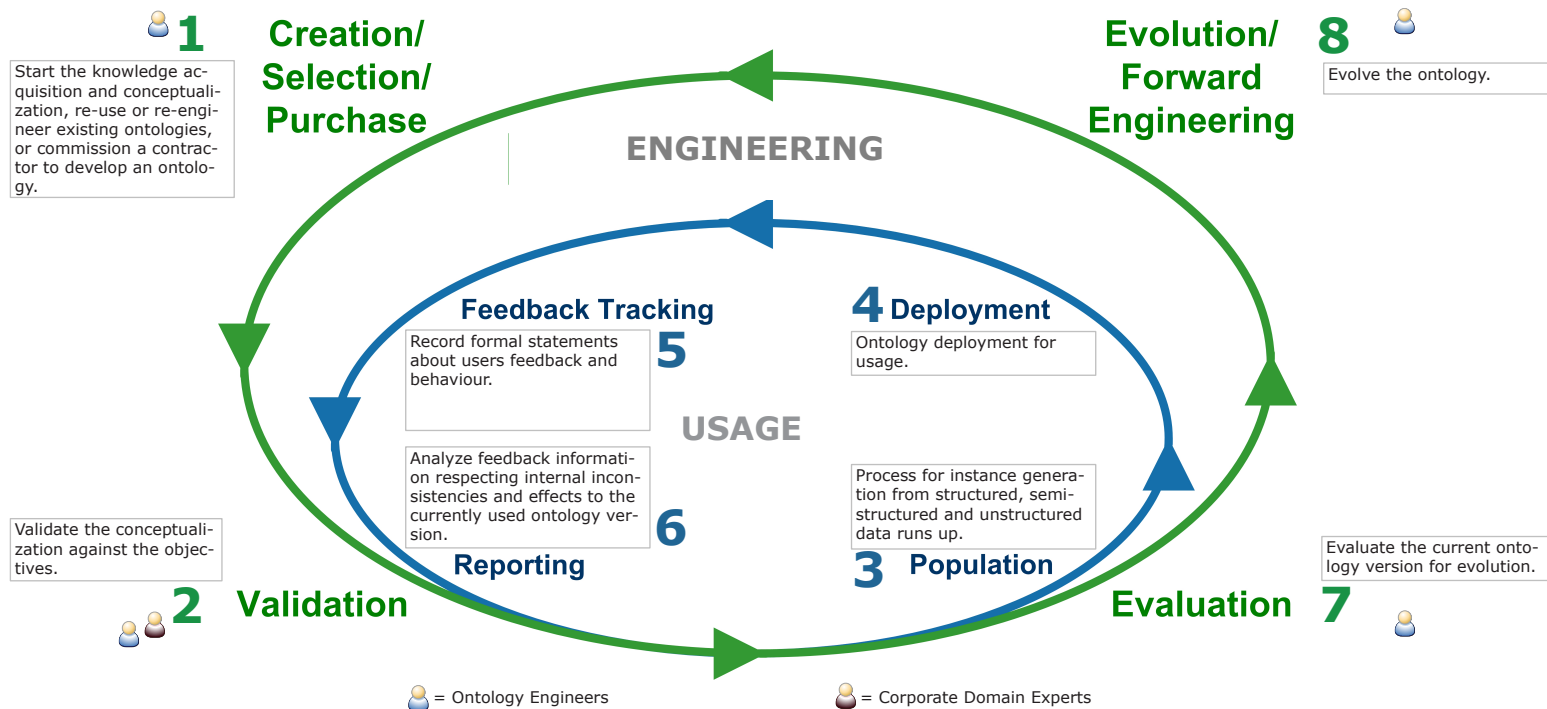 1
Creation/
Selection/
Purchase
Start the knowledge ac-
quisition and conceptuali-
zation, re-use or re-engi-
neer existing ontologies,
or commission a contrac-
tor to develop an ontolo-
gy.
Evolution/
Forward
Engineering
8
Evolve the ontology.
ENGINEERING
Feedback Tracking
5
Record formal statements
about users feedback and
behaviour.
4 Deployment
Ontology deployment for
usage.
USAGE
Analyze feedback informati-
on respecting internal incon-
sistencies and effects to the
currently used ontology ver-
sion.
6
Reporting
Process for instance genera-
tion from structured, semi-
structured and unstructured
data runs up.
3 Population
Validate the conceptuali-
zation against the objec-
tives.
2 Validation
Evaluate the current onto-
logy version for evolution.
Evaluation 7
= Ontology Engineers
= Corporate Domain Experts